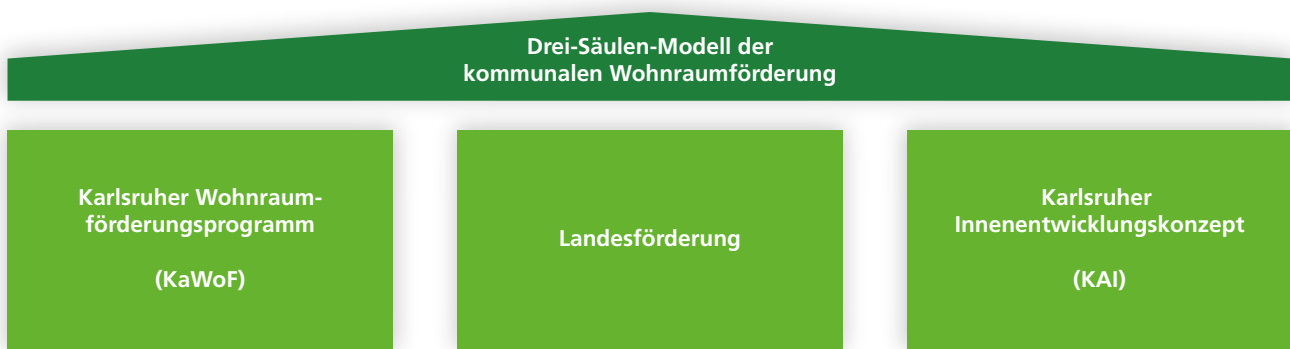 Drei-Säulen-Modell der
kommunalen Wohnraumförderung
Karlsruher Wohnraum-
förderungsprogramm
(KaWoF)
Landesförderung
Karlsruher
Innenentwicklungskonzept
(KAI)